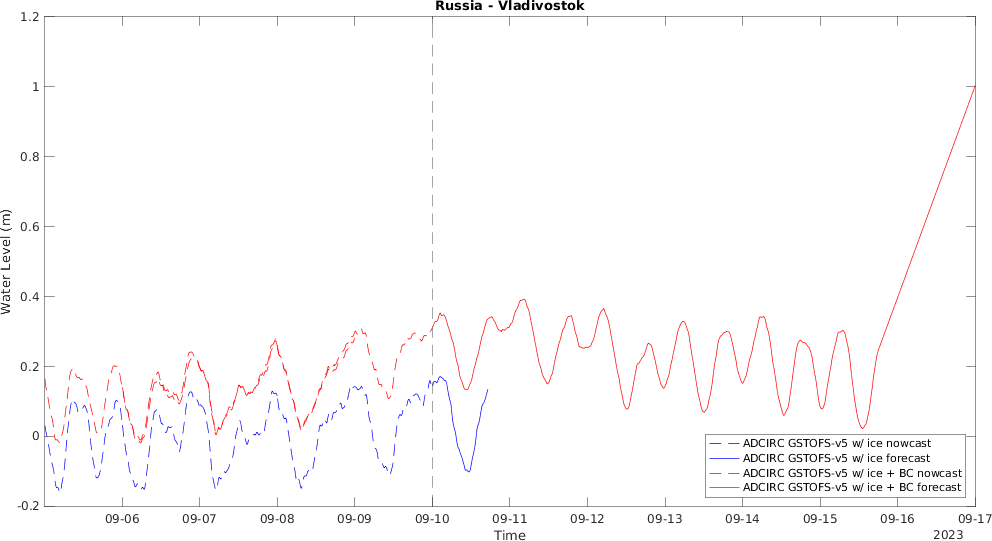 Russia - Vladivostok
1.2
1
0.8
0.6
0.4
0.2
0
-0.2
Water Level (m)
ADCIRC GSTOFS-v5 w/ ice nowcast
ADCIRC GSTOFS-v5 w/ ice forecast
ADCIRC GSTOFS-v5 w/ ice + BC nowcast
ADCIRC GSTOFS-v5 w/ ice + BC forecast
09-06 09-07 09-08 09-09 09-10 09-11 09-12 09-13 09-14 09-15 09-16 09-17
Time
2023